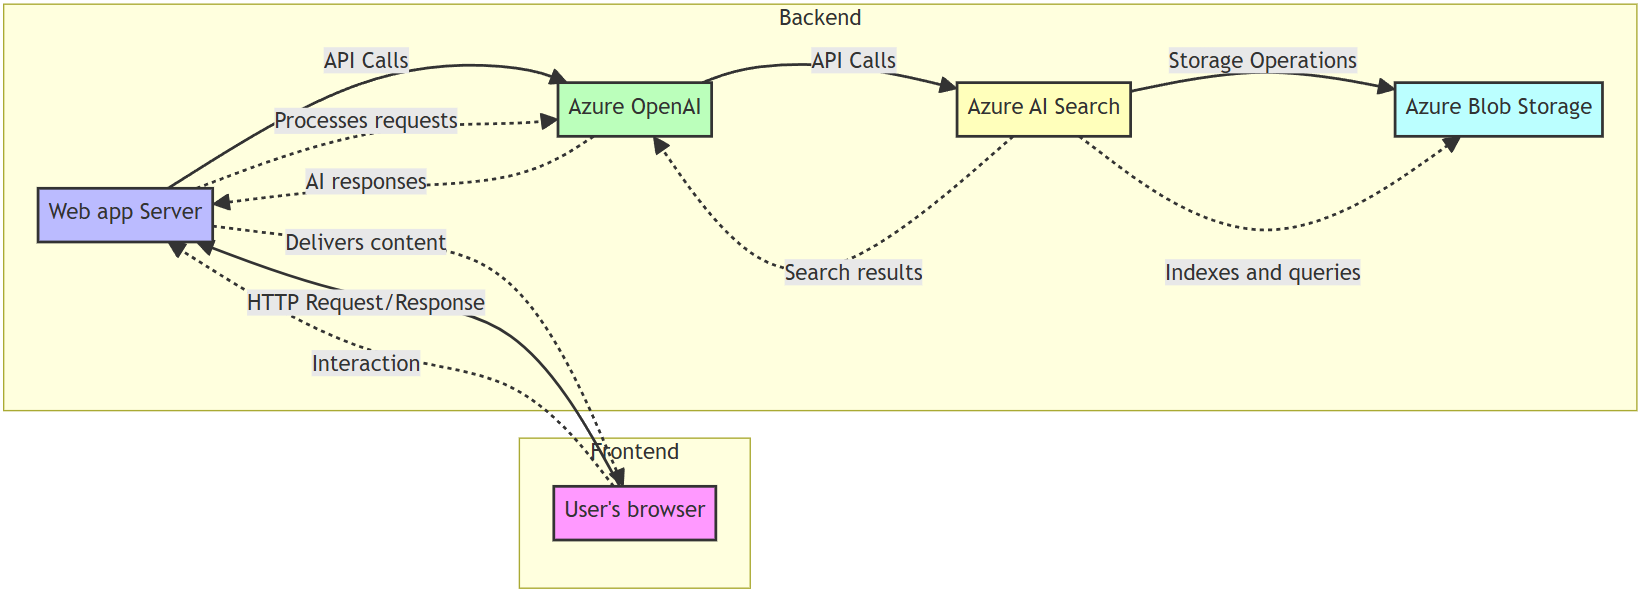 Backend
API Calls
API Calls
Storage Operations
Azure OpenAI
Azure AI Search
Azure Blob Storage
Processes requests
AI responses
Web app Server
Delivers content
Search results
Indexes and queries
HTTP Request/Response
Interaction
Frontend
User's browser